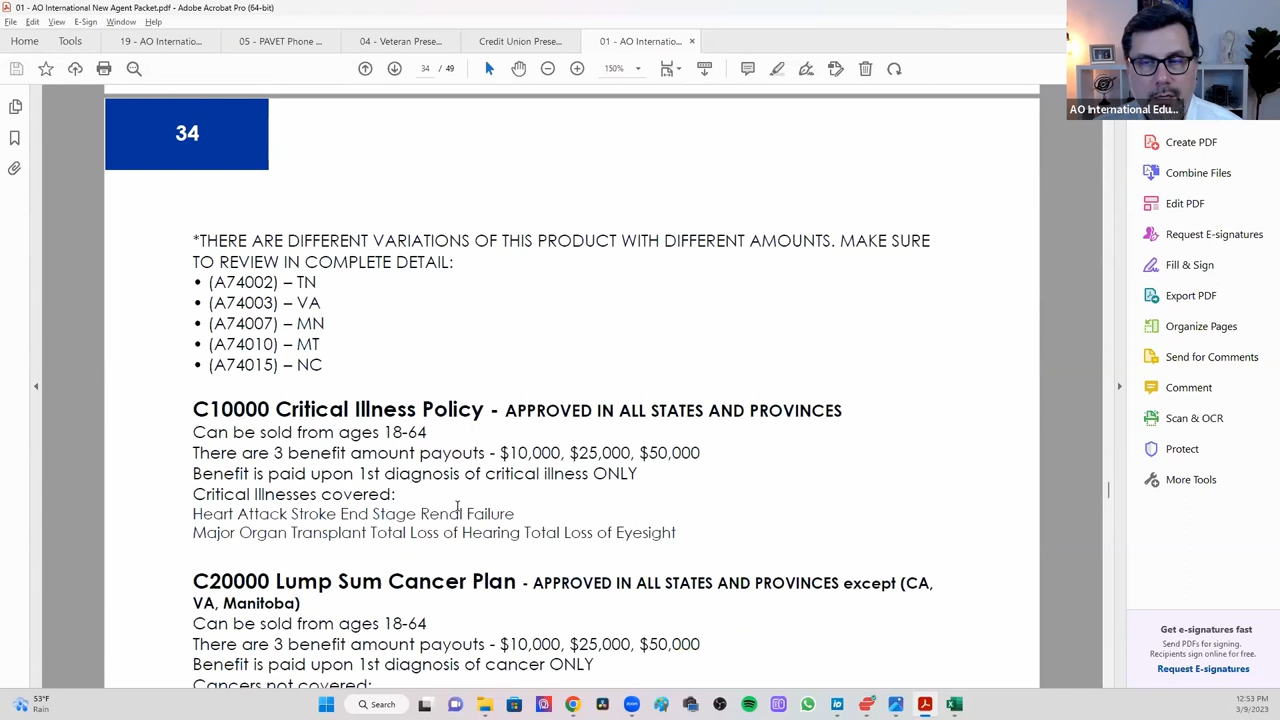 01 - AO International New Agent Packet.pdf - Adobe Acrobat Pro (64-bit)
File Edit View E-Sign Window Help
Home Tools 19 - AO Internatio... 05 - PAVET Phone ... 04 - Veteran Prese... Credit Union Prese... 01 - AO Internatio... ×
34 / 49 150%
AO International Edu...
34
*THERE ARE DIFFERENT VARIATIONS OF THIS PRODUCT WITH DIFFERENT AMOUNTS. MAKE SURE
TO REVIEW IN COMPLETE DETAIL:
• (A74002) – TN
• (A74003) – VA
• (A74007) – MN
• (A74010) – MT
• (A74015) – NC
C10000 Critical Illness Policy - APPROVED IN ALL STATES AND PROVINCES
Can be sold from ages 18-64
There are 3 benefit amount payouts - $10,000, $25,000, $50,000
Benefit is paid upon 1st diagnosis of critical illness ONLY
Critical Illnesses covered:
Heart Attack Stroke End Stage Renal Failure
Major Organ Transplant Total Loss of Hearing Total Loss of Eyesight
C20000 Lump Sum Cancer Plan - APPROVED IN ALL STATES AND PROVINCES except (CA,
VA, Manitoba)
Can be sold from ages 18-64
There are 3 benefit amount payouts - $10,000, $25,000, $50,000
Benefit is paid upon 1st diagnosis of cancer ONLY
Cancers not covered:
Create PDF
Combine Files
Edit PDF
Request E-signatures
Fill & Sign
Export PDF
Organize Pages
Send for Comments
Comment
Scan & OCR
Protect
More Tools
Get e-signatures fast
Send PDFs for signing.
Recipients sign online for free.
Request E-signatures
53°F
Rain
Search
12:53 PM
3/9/2023